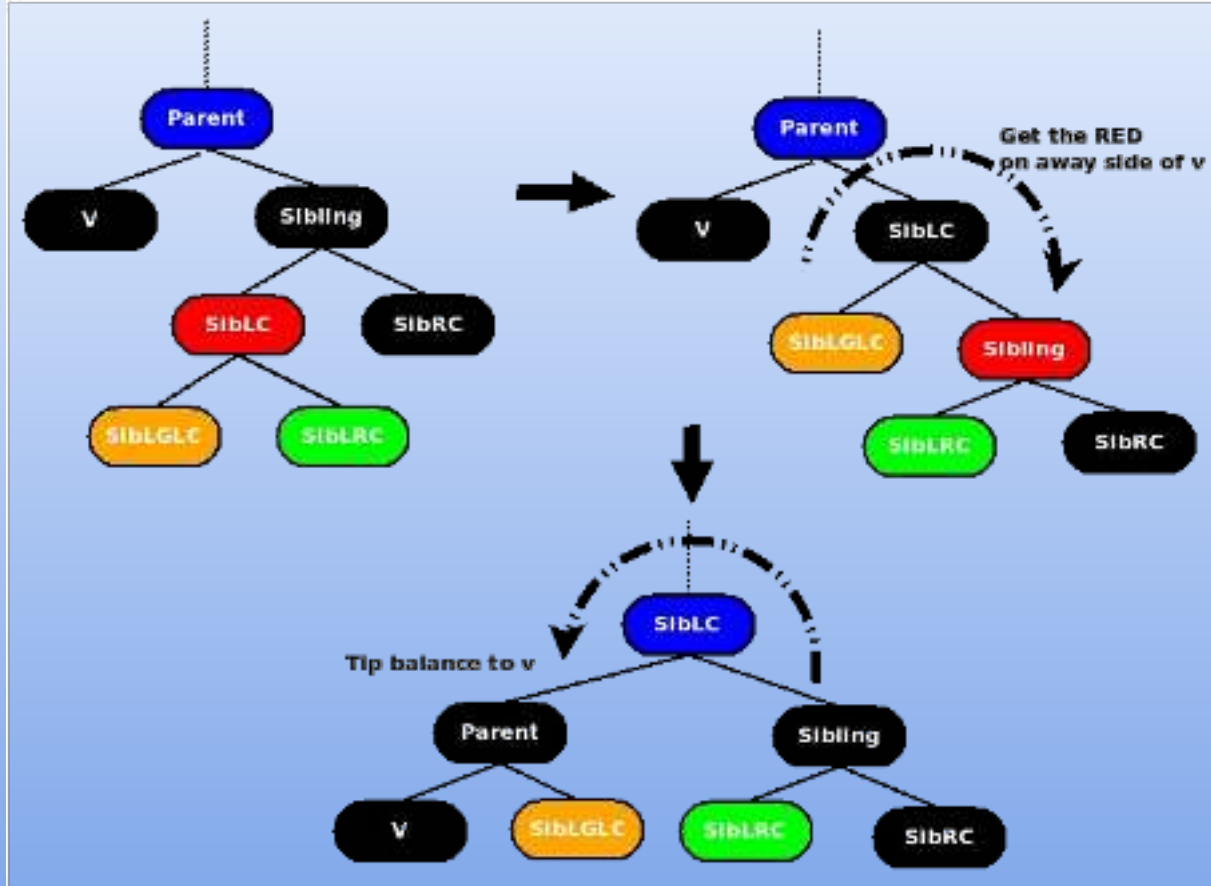 Parent
V
Sibling
SibLC
SibRC
SibLGLC
SibLRC
Parent
Get the RED
on away side of v
V
SibLC
SibLGLC
Sibling
SibLRC
SibRC
SibLC
Tip balance to v
Parent
Sibling
V
SibLGLC
SibLRC
SibRC